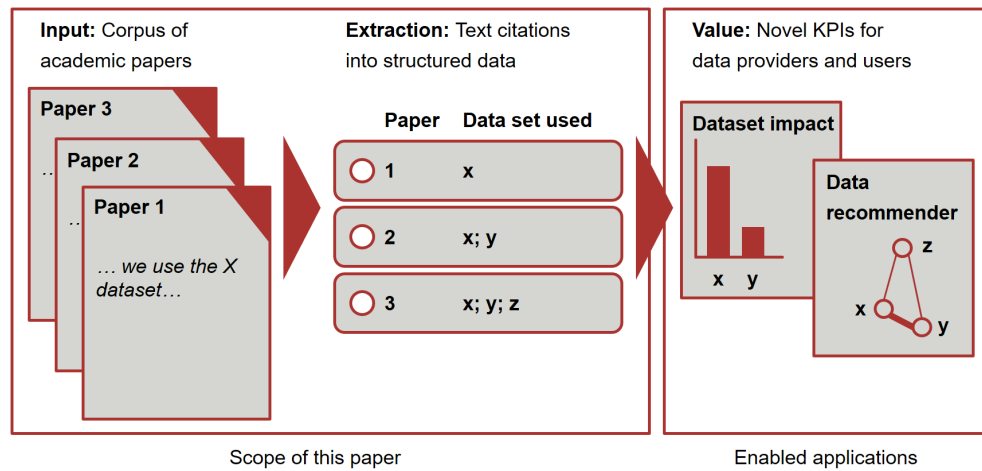 Input: Corpus of
academic papers
Paper 3
...
Paper 2
...
Paper 1
... we use the X
dataset...
Extraction: Text citations
into structured data
Paper Data set used
1 x
2 x; y
3 x; y; z
Value: Novel KPIs for
data providers and users
Dataset impact
x y
Data
recommender
z
x
y
Scope of this paper
Enabled applications